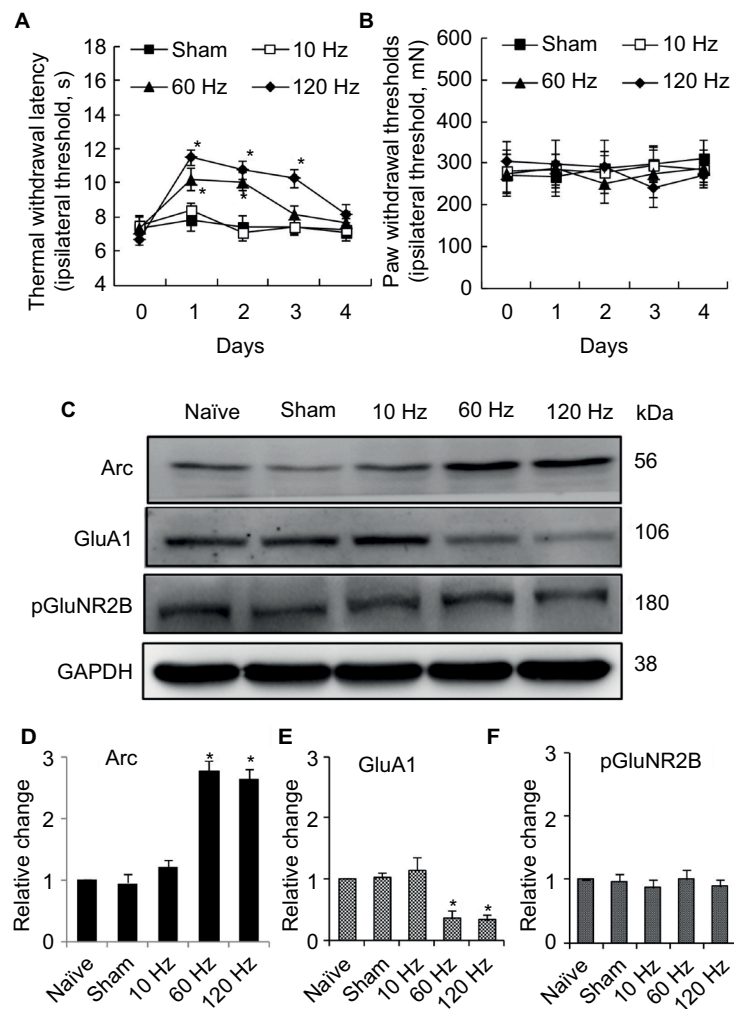 A
Thermal withdrawal latency
(ipsilateral threshold, s)
18
16
14
12
10
8
6
4
Sham
10 Hz
60 Hz
120 Hz
*
*
*
*
*
0 1 2 3 4
Days
B
Paw withdrawal thresholds
(ipsilateral threshold, mN)
600
500
400
300
200
100
0
Sham
10 Hz
60 Hz
120 Hz
0 1 2 3 4
Days
C
Naïve Sham 10 Hz 60 Hz 120 Hz kDa
Arc 56
GluA1 106
pGluNR2B 180
GAPDH 38
D
Arc
Relative change
3
2
1
0
* *
Naïve Sham 10 Hz 60 Hz 120 Hz
E
GluA1
Relative change
3
2
1
0
* *
Naïve Sham 10 Hz 60 Hz 120 Hz
F
pGluNR2B
Relative change
3
2
1
0
Naïve Sham 10 Hz 60 Hz 120 Hz